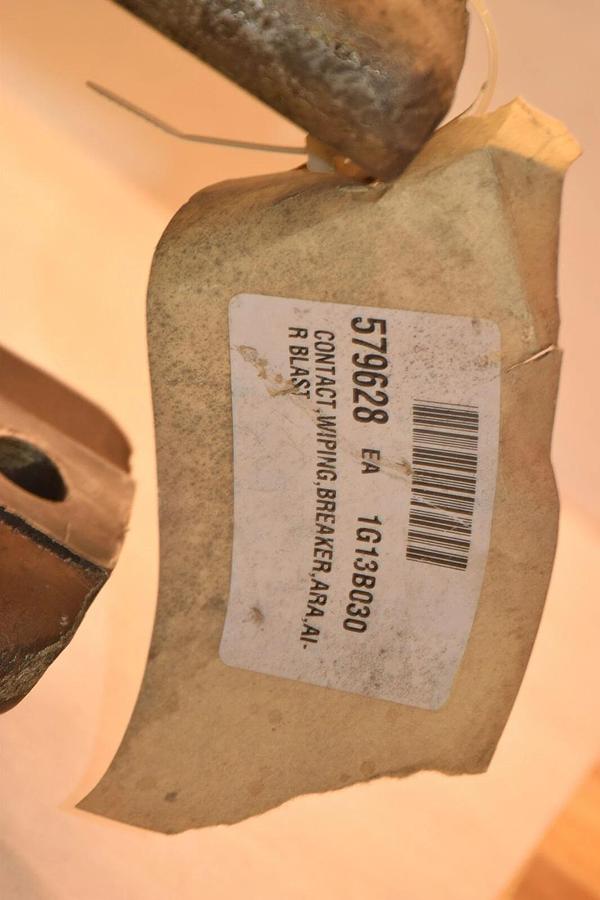 579628 EA 1G13B030
CONTACT,WIPING,BREAKER,ARA,AI-
R BLAST